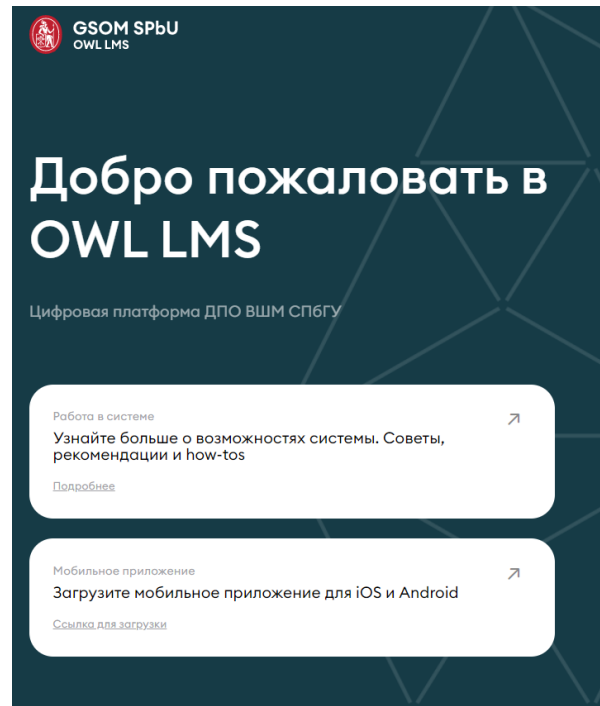 GSOM SPbU
OWL LMS
Добро пожаловать в
OWL LMS
Цифровая платформа ДПО ВШМ СПбГУ
Работа в системе
Узнайте больше о возможностях системы. Советы,
рекомендации и how-tos
Подробнее
Мобильное приложение
Загрузите мобильное приложение для iOS и Android
Ссылка для загрузки